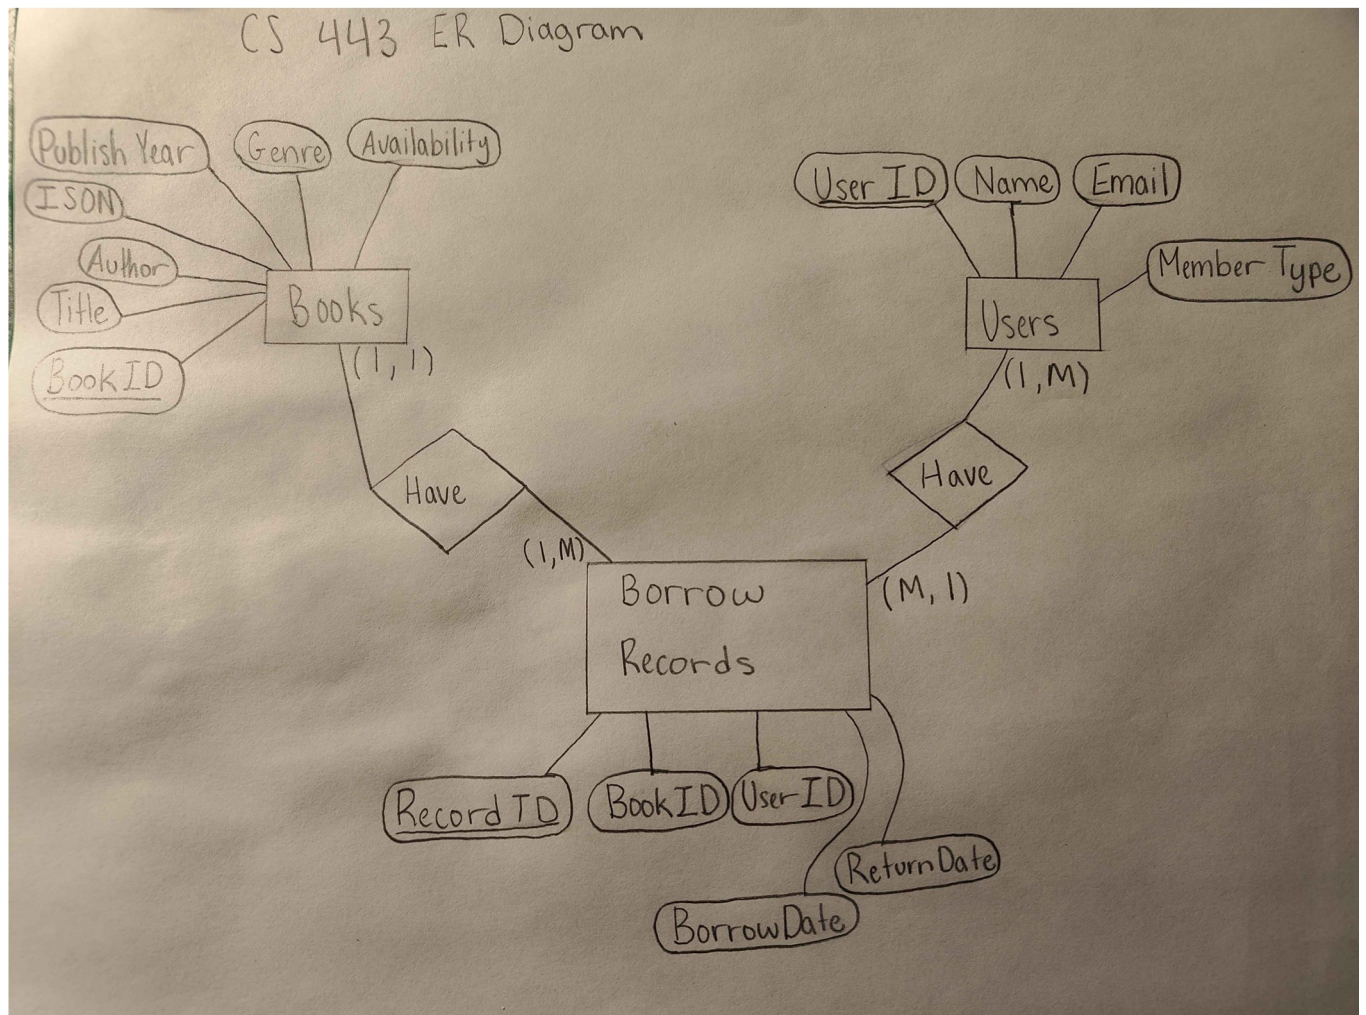 CS 443 ER Diagram
Publish Year
Genre
Availability
ISON
Author
Title
BookID
Books
(1, 1)
User ID
Name
Email
Member Type
Users
(1,M)
Have
(1,M)
Have
(M, 1)
Borrow
Records
Record ID
BookID
User ID
ReturnDate
BorrowDate